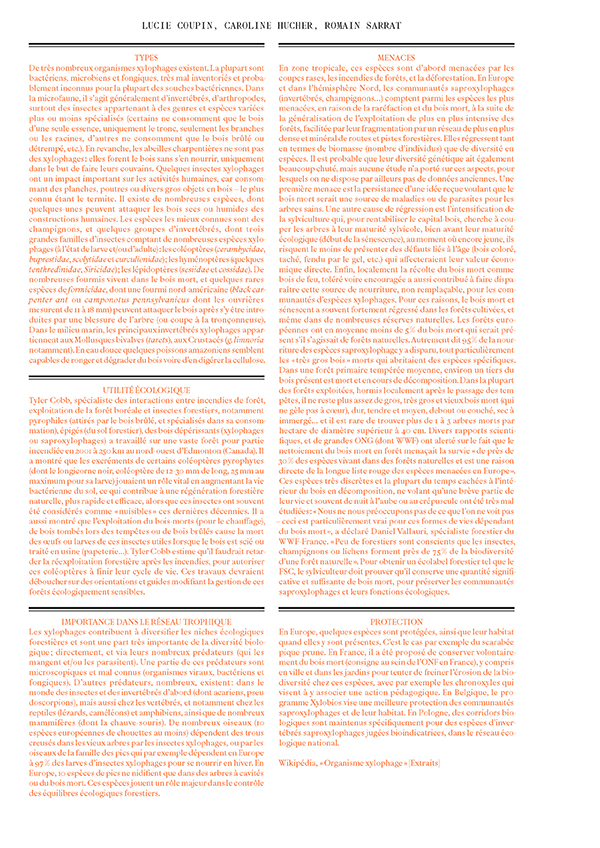 LUCIE COUPIN, CAROLINE HUCHER, ROMAIN SARRAT
TYPES
De très nombreux organismes xylophages existent. La plupart sont
bactériens, microbiens et fongiques, très mal inventoriés et proba-
blement inconnus pour la plupart des souches bactériennes. Dans
la microfaune, il s'agit généralement d'invertébrés, d'arthropodes,
surtout des insectes appartenant à des genres et espèces variées
plus ou moins spécialisés (certains ne consomment que le bois
d'une seule essence, uniquement le tronc, seulement les branches
ou les racines, d'autres ne consomment que le bois brûlé ou
détrempé, etc.). En revanche, les abeilles charpentières ne sont pas
des xylophages: elles forent le bois sans s'en nourrir, uniquement
dans le but de faire leurs couvains. Quelques insectes xylophages
ont un impact important sur les activités humaines, car consom-
mant des planches, poutres ou divers gros objets en bois – le plus
connu étant le termite. Il existe de nombreuses espèces, dont
quelques unes peuvent attaquer les bois secs ou humides des
constructions humaines. Les espèces les mieux connues sont des
champignons, et quelques groupes d'invertébrés, dont trois
grandes familles d'insectes comptant de nombreuses espèces xylo-
phages (à l'état de larve et/ou d'adulte): les coléoptères (cerambycidae,
buprestidae, scolytidae et curculionidae); les hyménoptères (quelques
tenthredinidae, Siricidae); les lépidoptères (sesiidae et cossidae). De
nombreuses fourmis vivent dans le bois mort, et quelques rares
espèces de formicidae, dont une fourmi nord-américaine (Black car
penter ant ou camponotus pennsylvanicus dont les ouvrières
mesurent de 11 à 18 mm) peuvent attaquer le bois après s'y être intro-
duites par une blessure de l'arbre (ou coupe à la tronçonneuse).
Dans le milieu marin, les principaux invertébrés xylophages appar-
tiennent aux Mollusques bivalves (tarets), aux Crustacés (g. limnoria
notamment). En eau douce quelques poissons amazoniens semblent
capables de ronger et dégrader du bois voire d'en digérer la cellulose.
UTILITÉ ÉCOLOGIQUE
Tyler Cobb, spécialiste des interactions entre incendies de forêt,
exploitation de la forêt boréale et insectes forestiers, notamment
pyrophiles (attirés par le bois brûlé, et spécialisés dans sa consom
mation), épigés (du sol forestier), des bois dépérissants (xylophages
ou saproxylophages) a travaillé sur une vaste forêt pour partie
incendiée en 2001 à 250 km au nord-ouest d'Edmonton (Canada). Il
a montré que les excréments de certains coléoptères pyrophytes
(dont le longicorne noir, coléoptère de 12-30 mm de long, 25 mm au
maximum pour sa larve) jouaient un rôle vital en augmentant la vie
bactérienne du sol, ce qui contribue à une régénération forestière
naturelle, plus rapide et efficace, alors que ces insectes ont souvent
été considérés comme « nuisibles » ces dernières décennies. Il a
aussi montré que l'exploitation du bois morts (pour le chauffage),
de bois tombés lors des tempêtes ou de bois brûlés cause la mort
des œufs ou larves de ces insectes utiles lorsque le bois est scié ou
traité en usine (papeterie…). Tyler Cobb estime qu'il faudrait retar-
der la réexploitation forestière après les incendies, pour autoriser
ces coléoptères à finir leur cycle de vie. Ces travaux devraient
déboucher sur des orientations et guides modifiant la gestion de ces
forêts écologiquement sensibles.
IMPORTANCE DANS LE RÉSEAU TROPHIQUE
Les xylophages contribuent à diversifier les niches écologiques
forestières et sont une part très importante de la diversité biolo-
gique; directement, et via leurs nombreux prédateurs (qui les
mangent et/ou les parasitent). Une partie de ces prédateurs sont
microscopiques et mal connus (organismes viraux, bactériens et
fongiques). D'autres prédateurs, nombreux, existent: dans le
monde des insectes et des invertébrés d'abord (dont acariens, pseu
doscorpions), mais aussi chez les vertébrés, et notamment chez les
reptiles (lézards, caméléons) et amphibiens, ainsi que de nombreux
mammifères (dont la chauve souris). De nombreux oiseaux (10
espèces européennes de chouettes au moins) dépendent des trous
creusés dans les vieux arbres par les insectes xylophages, ou par les
oiseaux de la famille des pics qui par exemple dépendent en Europe
à 97% des larves d'insectes xylophages pour se nourrir en hiver. En
Europe, 10 espèces de pics ne nidifient que dans des arbres à cavités
ou du bois mort. Ces espèces jouent un rôle majeur dans le contrôle
des équilibres écologiques forestiers.
MENACES
En zone tropicale, ces espèces sont d'abord menacées par les
coupes rases, les incendies de forêts, et la déforestation. En Europe
et dans l'hémisphère Nord, les communautés saproxylophages
(invertébrés, champignons…) comptent parmi les espèces les plus
menacées, en raison de la raréfaction et du bois mort, à la suite de
la généralisation de l'exploitation de plus en plus intensive des
forêts, facilitée par leur fragmentation par un réseau de plus en plus
dense et minéral de routes et pistes forestières. Elles régressent tant
en termes de biomasse (nombre d'individus) que de diversité en
espèces. Il est probable que leur diversité génétique ait également
beaucoup chuté, mais aucune étude n'a porté sur ces aspects, pour
lesquels on ne dispose par ailleurs pas de données anciennes. Une
première menace est la persistance d'une idée reçue voulant que le
bois mort serait une source de maladies ou de parasites pour les
arbres sains. Une autre cause de régression est l'intensification de
la sylviculture qui, pour rentabiliser le capital bois, cherche à cou-
per les arbres à leur maturité sylvicole, bien avant leur maturité
écologique (début de la sénescence), au moment où encore jeune, ils
risquent le moins de présenter des défauts liés à l'âge (bois coloré,
taché, fendu par le gel, etc.) qui affecteraient leur valeur écono-
mique directe. Enfin, localement la récolte du bois mort comme
bois de feu, toléré voire encouragée a aussi contribué à faire dispa-
raître cette source de nourriture, non remplaçable, pour les com-
munautés d'espèces xylophages. Pour ces raisons, le bois mort et
sénescent a souvent fortement régressé dans les forêts cultivées, et
même dans de nombreuses réserves naturelles. Les forêts euro-
péennes ont en moyenne moins de 5% du bois mort qui serait pré-
sent s'il s'agissait de forêts naturelles. Autrement dit 95% de la nour-
riture des espèces saproxylophage y a disparu, tout particulièrement
les « très gros bois » morts qui abritaient des espèces spécifiques.
Dans une forêt primaire tempérée moyenne, environ un tiers du
bois présent est mort et en cours de décomposition. Dans la plupart
des forêts exploitées, hormis localement après le passage des tem-
pêtes, il ne reste plus assez de gros, très gros et vieux bois mort (qui
ne gèle pas à cœur), dur, tendre et moyen, debout ou couché, sec à
immergé… et il est rare de trouver plus de 1 à 3 arbres morts par
hectare de diamètre supérieur à 40 cm. Divers rapports scienti-
fiques, et de grandes ONG (dont WWF) ont alerté sur le fait que le
nettoiement du bois mort en forêt menaçait la survie « de près de
30% des espèces vivant dans des forêts naturelles et est une raison
directe de la longue liste rouge des espèces menacées en Europe ».
Ces espèces très discrètes et la plupart du temps cachées à l'inté-
rieur du bois en décomposition, ne volant qu'une brève partie de
leur vie et souvent de nuit à l'aube ou au crépuscule ont été très mal
étudiées: « Nous ne nous préoccupons pas de ce que l'on ne voit pas
– ceci est particulièrement vrai pour ces formes de vies dépendant
du bois mort », a déclaré Daniel Vallauri, spécialiste forestier du
WWF France. « Peu de forestiers sont conscients que les insectes,
champignons ou lichens forment près de 75% de la biodiversité
d'une forêt naturelle ». Pour obtenir un écolabel forestier tel que le
FSC, le sylviculteur doit prouver qu'il conserve une quantité signifi-
cative et suffisante de bois mort, pour préserver les communautés
saproxylophages et leurs fonctions écologiques.
PROTECTION
En Europe, quelques espèces sont protégées, ainsi que leur habitat
quand elles y sont présentes. C'est le cas par exemple du scarabée
pique prune. En France, il a été proposé de conserver volontaire-
ment du bois mort (consigne au sein de l'ONF en France), y compris
en ville et dans les jardins pour tenter de freiner l'érosion de la bio-
diversité chez ces espèces, avec par exemple les chronoxyles qui
visent à y associer une action pédagogique. En Belgique, le pro-
gramme Xylobios vise une meilleure protection des communautés
saproxylophages et de leur habitat. En Pologne, des corridors bio-
logiques sont maintenus spécifiquement pour des espèces d'inver-
tébrés saproxylophages jugées bioindicatrices, dans le réseau éco-
logique national.
Wikipédia, « Organisme xylophage » [Extraits]